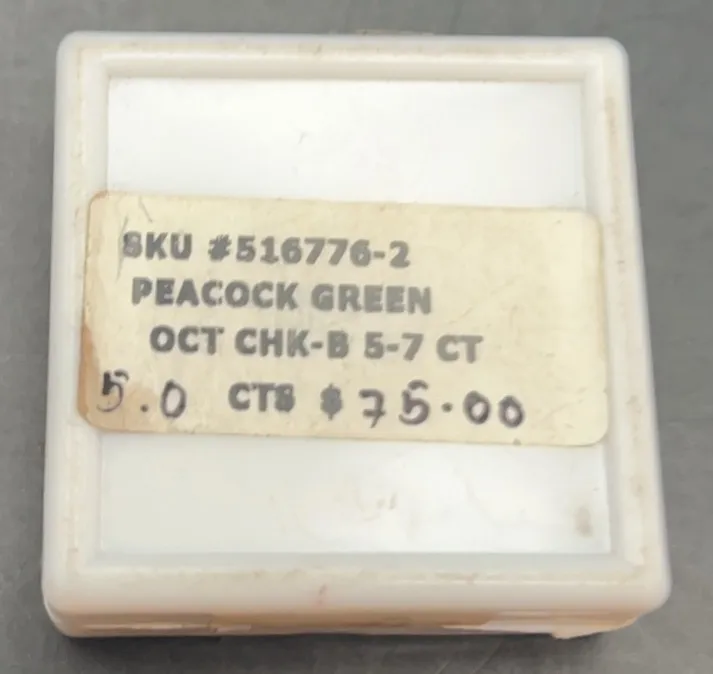 SKU #516776-2
PEACOCK GREEN
OCT CHK-B 5-7 CT
5.0 CTS $75.00